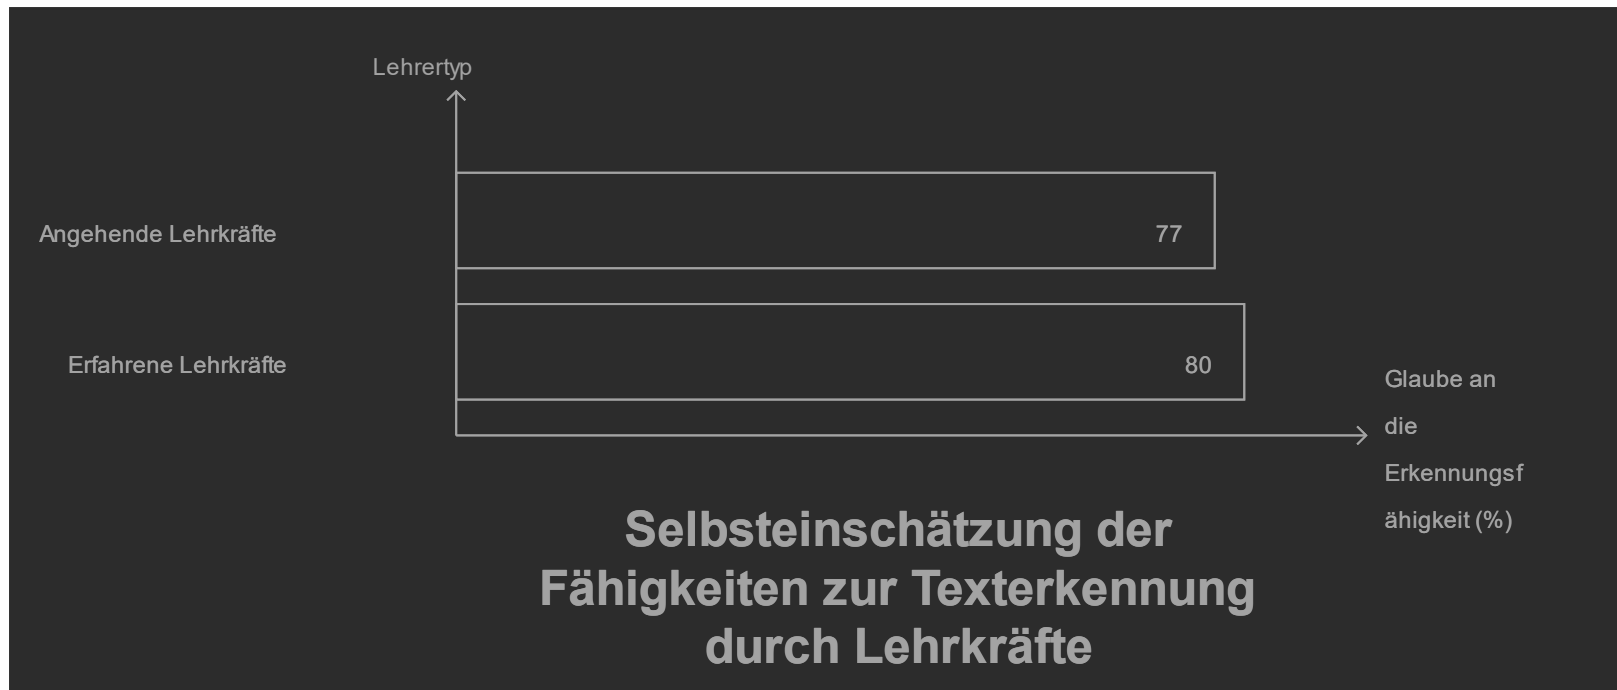 Lehrertyp
Angehende Lehrkräfte
77
Erfahrene Lehrkräfte
80
Glaube an
die
Erkennungsf
ähigkeit (%)
Selbsteinschätzung der
Fähigkeiten zur Texterkennung
durch Lehrkräfte